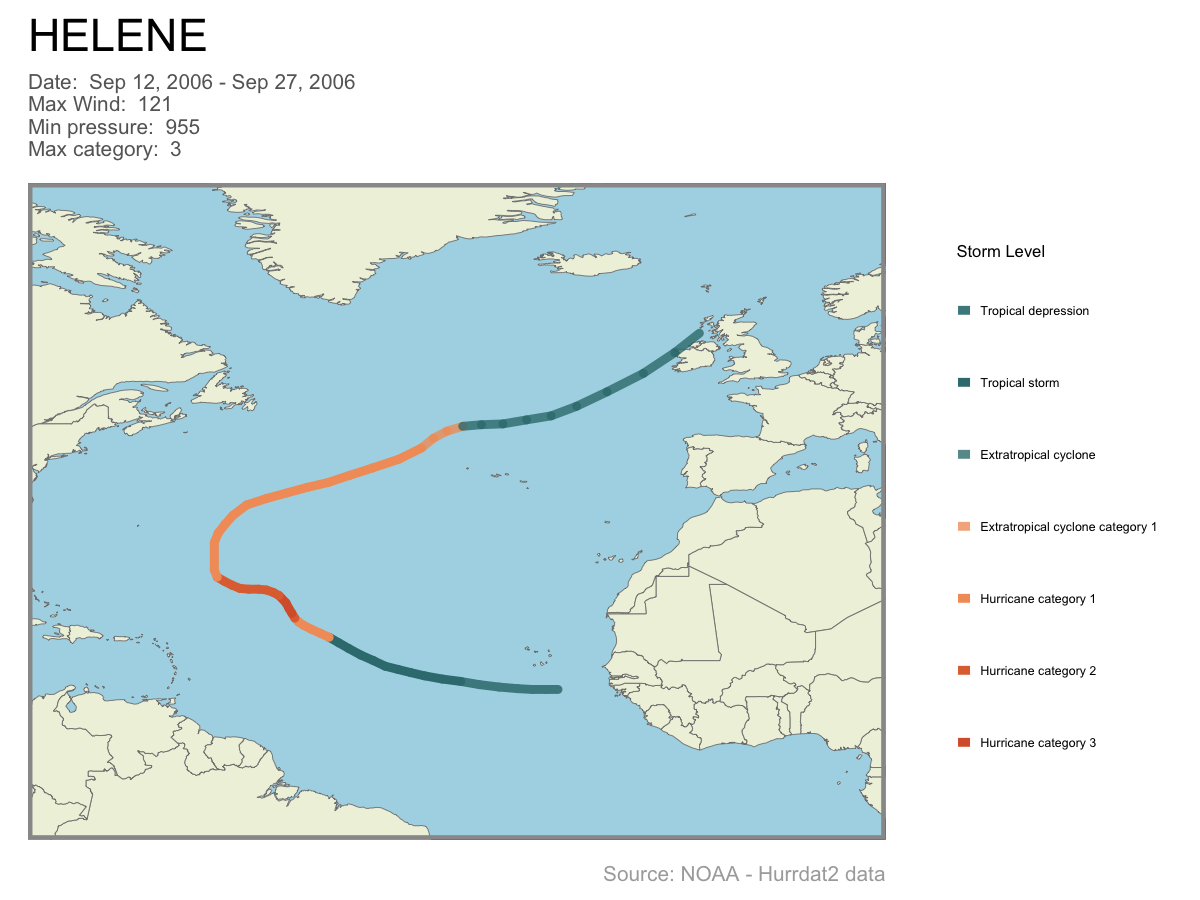 HELENE
Date:  Sep 12, 2006 - Sep 27, 2006
Max Wind:  121
Min pressure:  955
Max category:  3
Storm Level
Tropical depression
Tropical storm
Extratropical cyclone
Extratropical cyclone category 1
Hurricane category 1
Hurricane category 2
Hurricane category 3
Source: NOAA - Hurrdat2 data